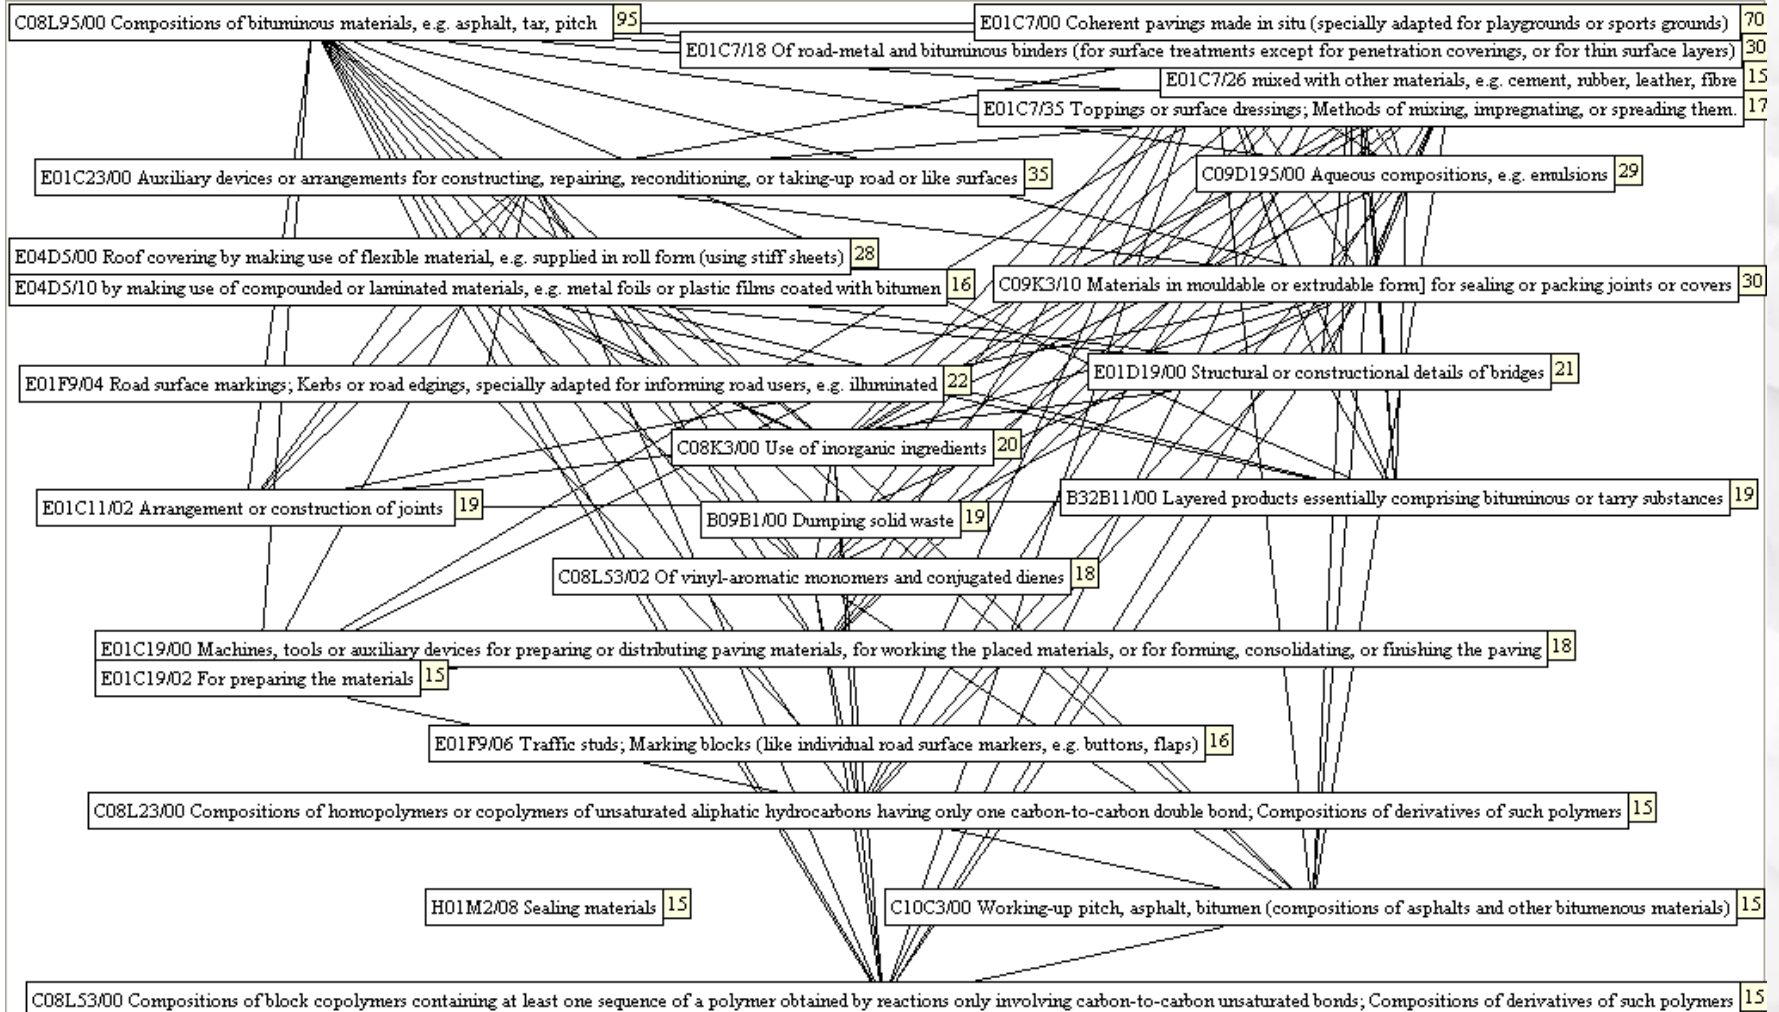 C08L95/00 Compositions of bituminous materials, e.g. asphalt, tar, pitch 95
E01C7/00 Coherent pavings made in situ (specially adapted for playgrounds or sports grounds) 70
E01C7/18 Of road-metal and bituminous binders (for surface treatments except for penetration coverings, or for thin surface layers) 30
E01C7/26 mixed with other materials, e.g. cement, rubber, leather, fibre 15
E01C7/35 Toppings or surface dressings; Methods of mixing, impregnating, or spreading them. 17
E01C23/00 Auxiliary devices or arrangements for constructing, repairing, reconditioning, or taking-up road or like surfaces 35
C09D195/00 Aqueous compositions, e.g. emulsions 29
E04D5/00 Roof covering by making use of flexible material, e.g. supplied in roll form (using stiff sheets) 28
E04D5/10 by making use of compounded or laminated materials, e.g. metal foils or plastic films coated with bitumen 16
C09K3/10 Materials in mouldable or extrudable form] for sealing or packing joints or covers 30
E01F9/04 Road surface markings; Kerbs or road edgings, specially adapted for informing road users, e.g. illuminated 22
E01D19/00 Structural or constructional details of bridges 21
C08K3/00 Use of inorganic ingredients 20
E01C11/02 Arrangement or construction of joints 19
B32B11/00 Layered products essentially comprising bituminous or tarry substances 19
B09B1/00 Dumping solid waste 19
C08L53/02 Of vinyl-aromatic monomers and conjugated dienes 18
E01C19/00 Machines, tools or auxiliary devices for preparing or distributing paving materials, for working the placed materials, or for forming, consolidating, or finishing the paving 18
E01C19/02 For preparing the materials 15
E01F9/06 Traffic studs; Marking blocks (like individual road surface markers, e.g. buttons, flaps) 16
C08L23/00 Compositions of homopolymers or copolymers of unsaturated aliphatic hydrocarbons having only one carbon-to-carbon double bond; Compositions of derivatives of such polymers 15
H01M2/08 Sealing materials 15
C10C3/00 Working-up pitch, asphalt, bitumen (compositions of asphalts and other bitumenous materials) 15
C08L53/00 Compositions of block copolymers containing at least one sequence of a polymer obtained by reactions only involving carbon-to-carbon unsaturated bonds; Compositions of derivatives of such polymers 15